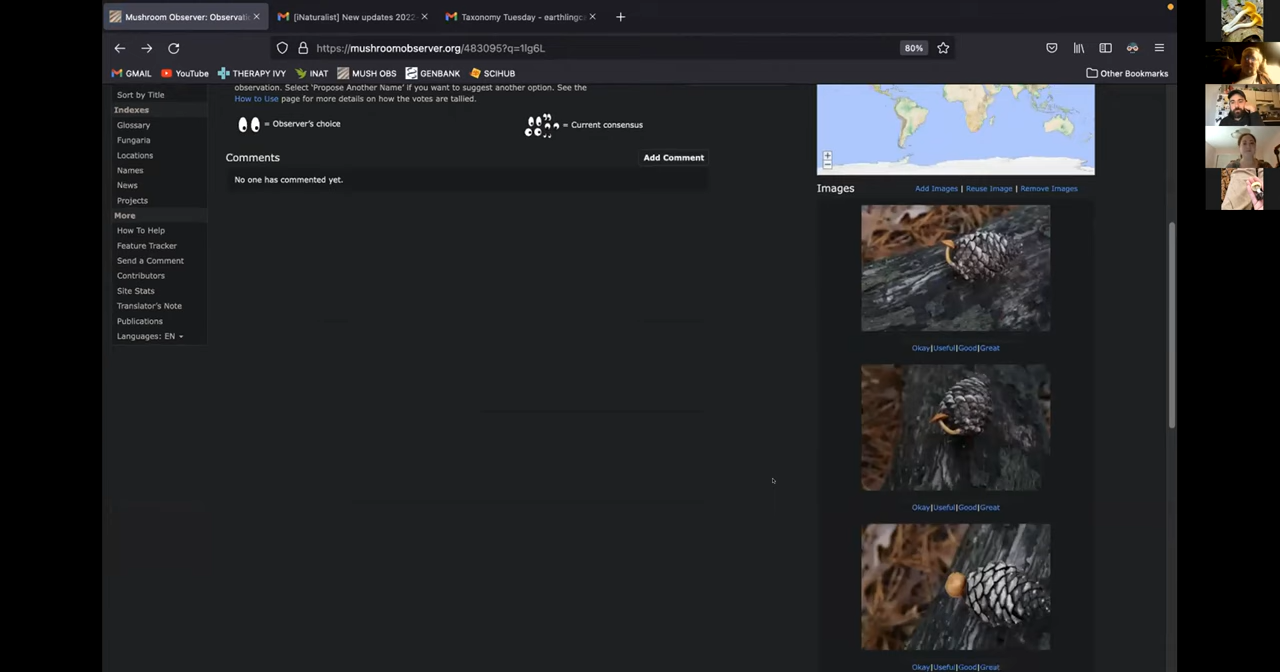 Mushroom Observer: Observati
[iNaturalist] New updates 2022
Taxonomy Tuesday - earthlingc
https://mushroomobserver.org/483095?q=1lg6L
80%
GMAIL
YouTube
THERAPY IVY
INAT
MUSH OBS
GENBANK
SCIHUB
Other Bookmarks
Sort by Title
Indexes
Glossary
Fungaria
Locations
Names
News
Projects
More
How To Help
Feature Tracker
Send a Comment
Contributors
Site Stats
Translator's Note
Publications
Languages: EN
observation. Select 'Propose Another Name' if you want to suggest another option. See the
How to Use page for more details on how the votes are tallied.
= Observer's choice
= Current consensus
Comments
Add Comment
No one has commented yet.
Images
Add Images | Reuse Image | Remove Images
Okay|Useful|Good|Great
Okay|Useful|Good|Great
Okay|Useful|Good|Great